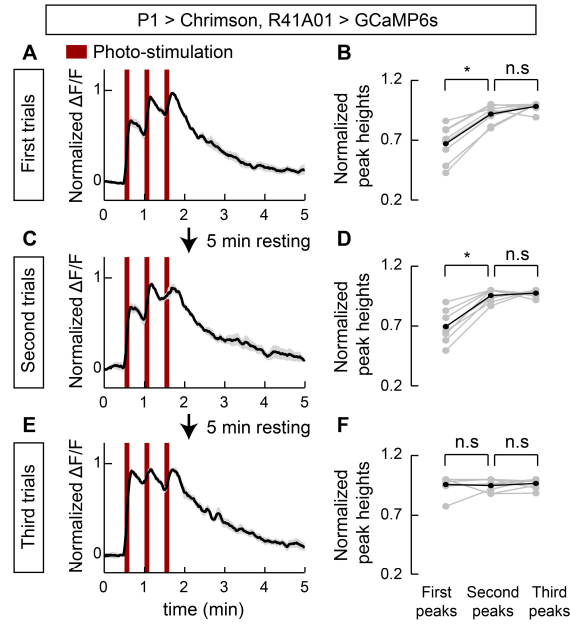 P1 > Chrimson, R41A01 > GCaMP6s
Photo-stimulation
A
First trials
Normalized ΔF/F
1
0
0 1 2 3 4 5
B
Normalized
peak heights
1.2
0.7
0.2
* n.s
5 min resting
C
Second trials
Normalized ΔF/F
1
0
0 1 2 3 4 5
D
Normalized
peak heights
1.2
0.7
0.2
* n.s
5 min resting
E
Third trials
Normalized ΔF/F
1
0
0 1 2 3 4 5
time (min)
F
Normalized
peak heights
1.2
0.7
0.2
n.s n.s
First Second Third
peaks peaks peaks